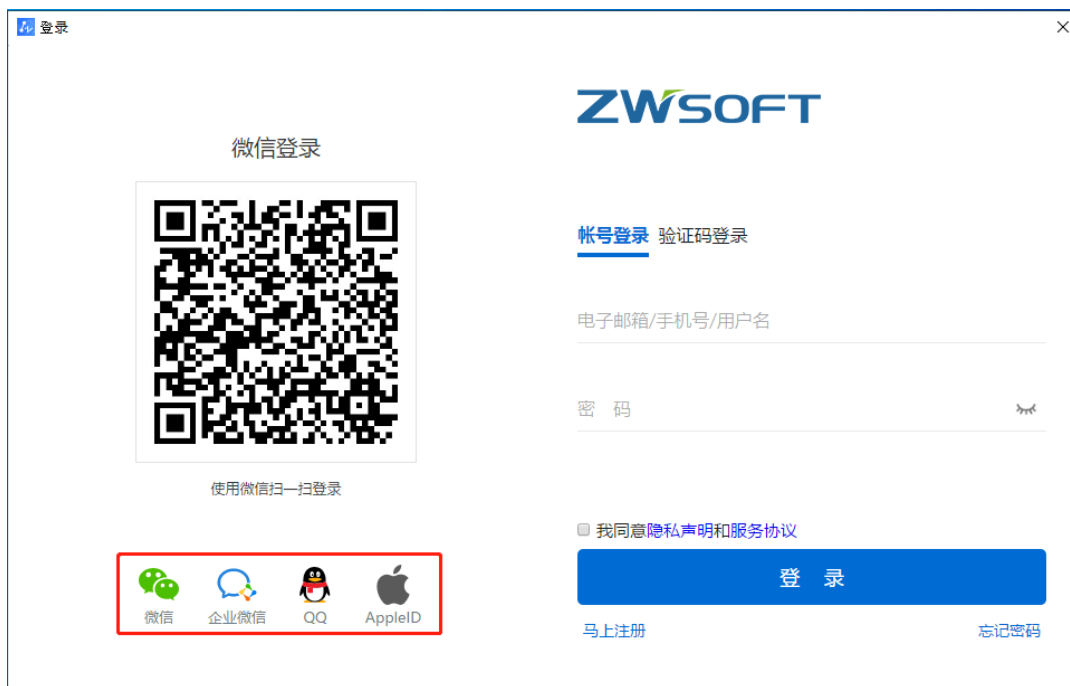 登录
微信登录
使用微信扫一扫登录
微信 企业微信 QQ AppleID
ZWSOFT
帐号登录 验证码登录
电子邮箱/手机号/用户名
密 码
我同意隐私声明和服务协议
登 录
马上注册 忘记密码